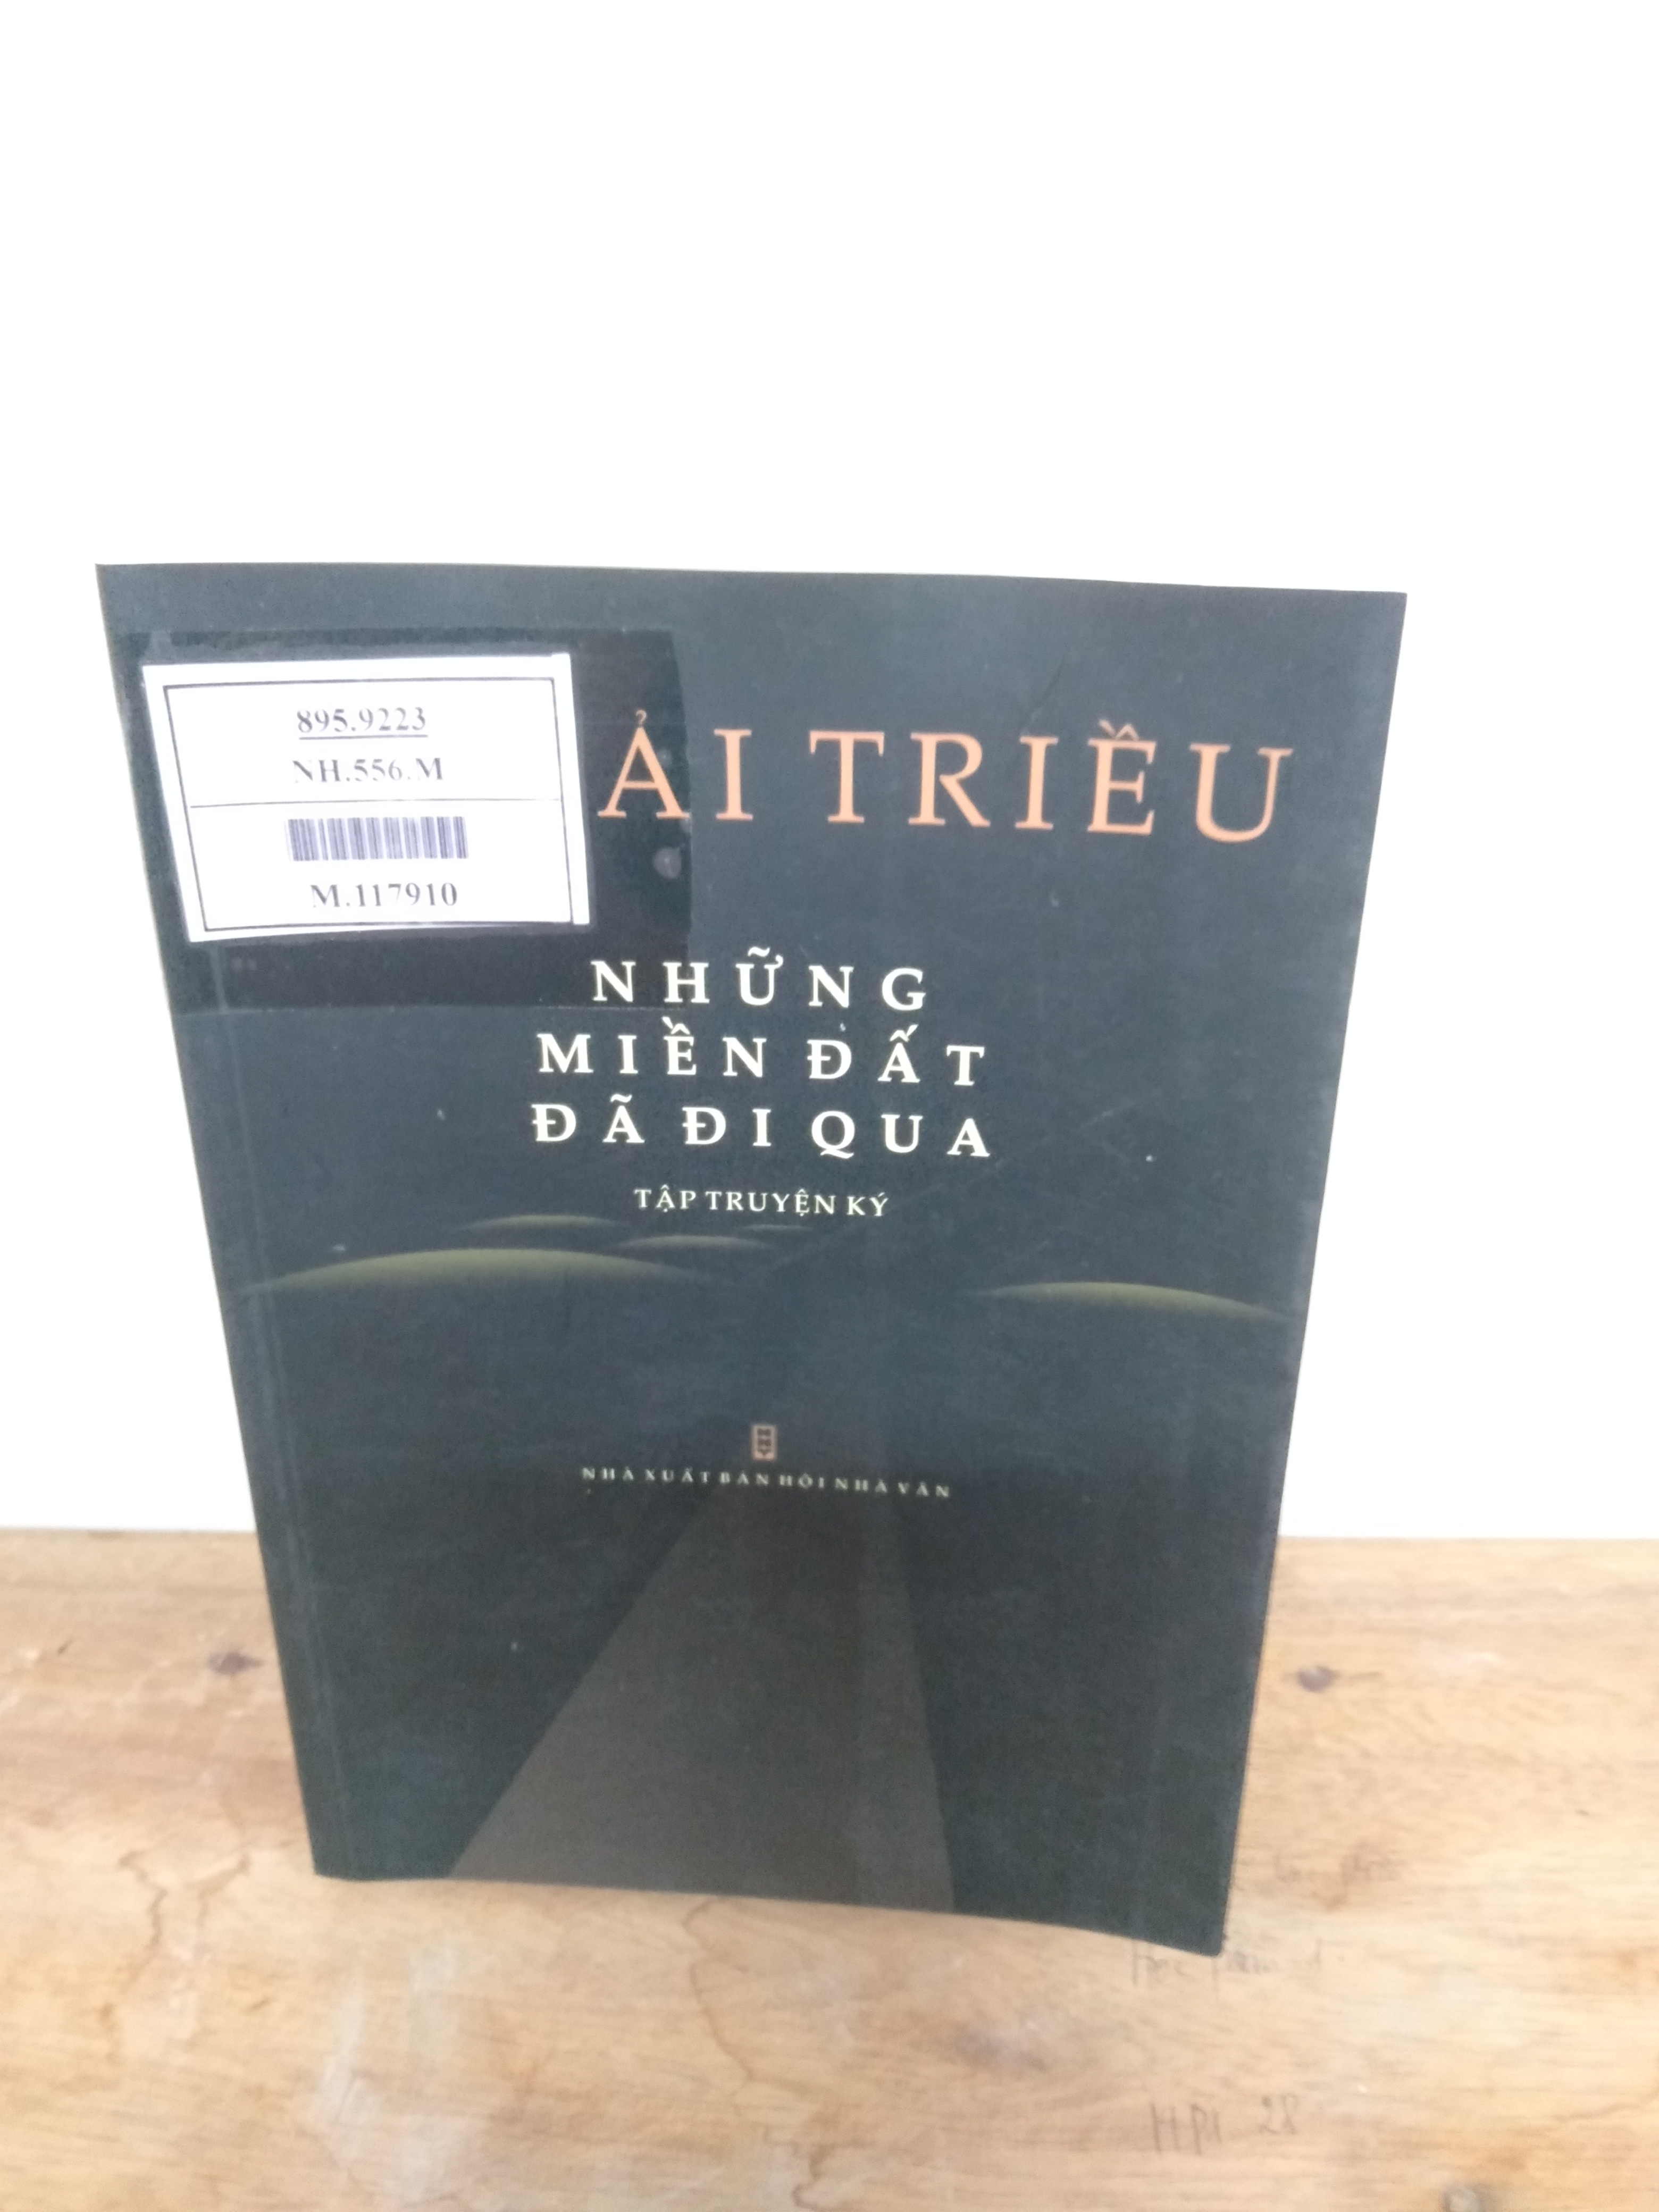 895.9223
NH.556.M
M.117910
ẢI TRIỀU
NHỮNG
MIỀN ĐẤT
ĐÃ ĐI QUA
TẬP TRUYỆN KÝ
NHÀ XUẤT BẢN HỘI NHÀ VĂN